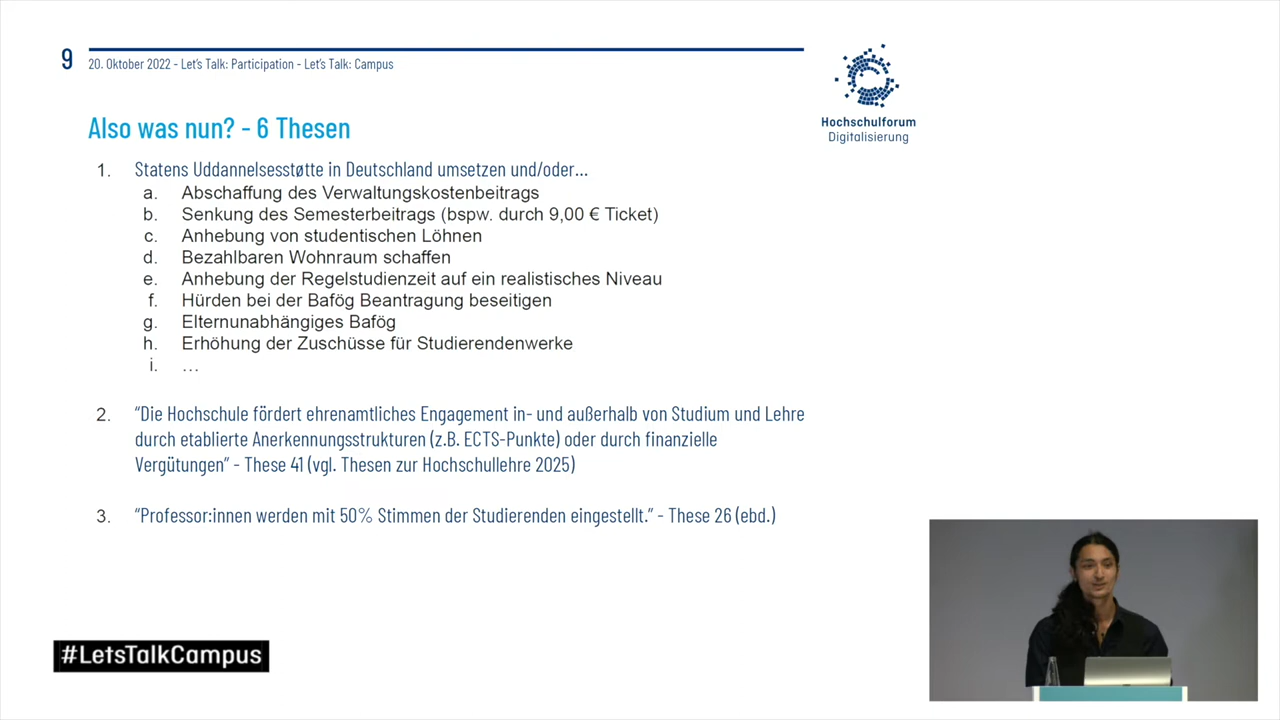 9
20. Oktober 2022 - Let's Talk: Participation - Let's Talk: Campus
Hochschulforum
Digitalisierung
Also was nun? - 6 Thesen
1. Statens Uddannelsesstøtte in Deutschland umsetzen und/oder...
a. Abschaffung des Verwaltungskostenbeitrags
b. Senkung des Semesterbeitrags (bspw. durch 9,00 € Ticket)
c. Anhebung von studentischen Löhnen
d. Bezahlbaren Wohnraum schaffen
e. Anhebung der Regelstudienzeit auf ein realistisches Niveau
f. Hürden bei der Bafög Beantragung beseitigen
g. Elternunabhängiges Bafög
h. Erhöhung der Zuschüsse für Studierendenwerke
i. …
2. “Die Hochschule fördert ehrenamtliches Engagement in- und außerhalb von Studium und Lehre
durch etablierte Anerkennungsstrukturen (z.B. ECTS-Punkte) oder durch finanzielle
Vergütungen” - These 41 (vgl. Thesen zur Hochschullehre 2025)
3. “Professor:innen werden mit 50% Stimmen der Studierenden eingestellt.” - These 26 (ebd.)
#LetsTalkCampus